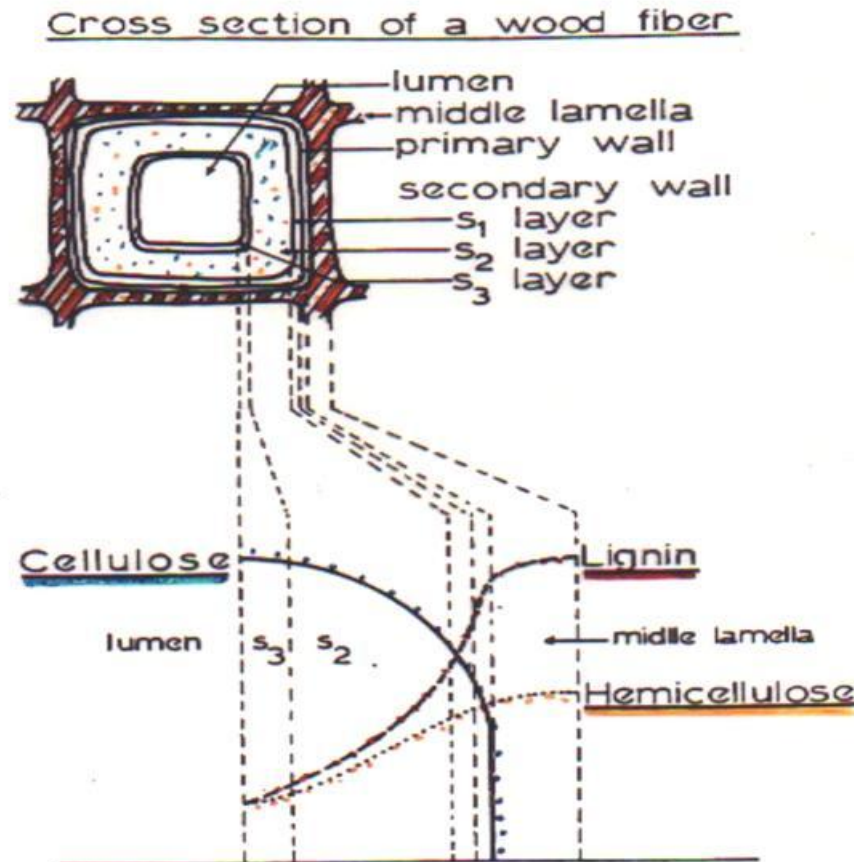 Cross section of a wood fiber
lumen
middle lamella
primary wall
secondary wall
s1 layer
s2 layer
s3 layer
Cellulose
Lignin
lumen
s3
s2
midlle lamella
Hemicellulose